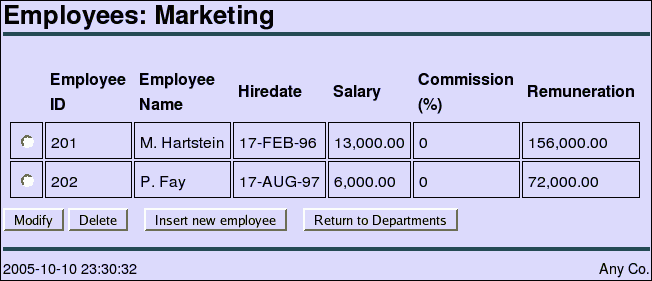 Employees: Marketing
Employee ID Employee Name Hiredate Salary Commission (%) Remuneration
201 M. Hartstein 17-FEB-96 13,000.00 0 156,000.00
202 P. Fay 17-AUG-97 6,000.00 0 72,000.00
Modify Delete Insert new employee Return to Departments
2005-10-10 23:30:32 Any Co.